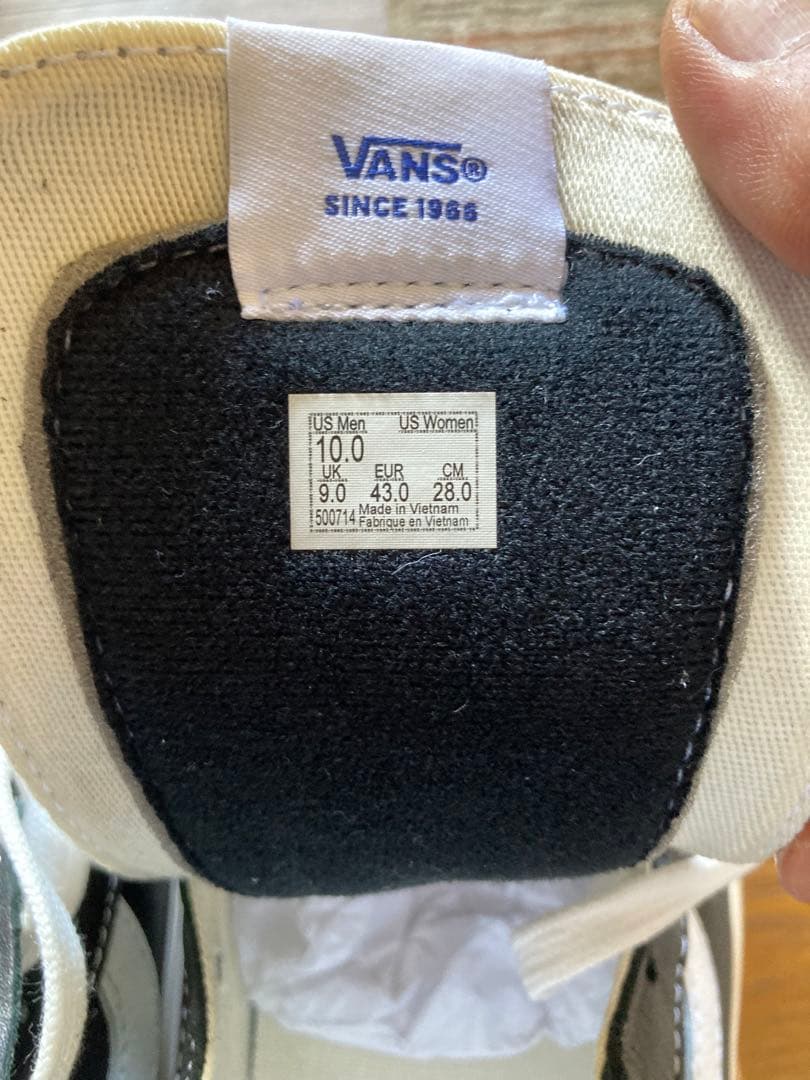 VANS®
SINCE 1966
US Men US Women
10.0
UK EUR CM
9.0 43.0 28.0
500714 Made in Vietnam
Fabrique en Vietnam